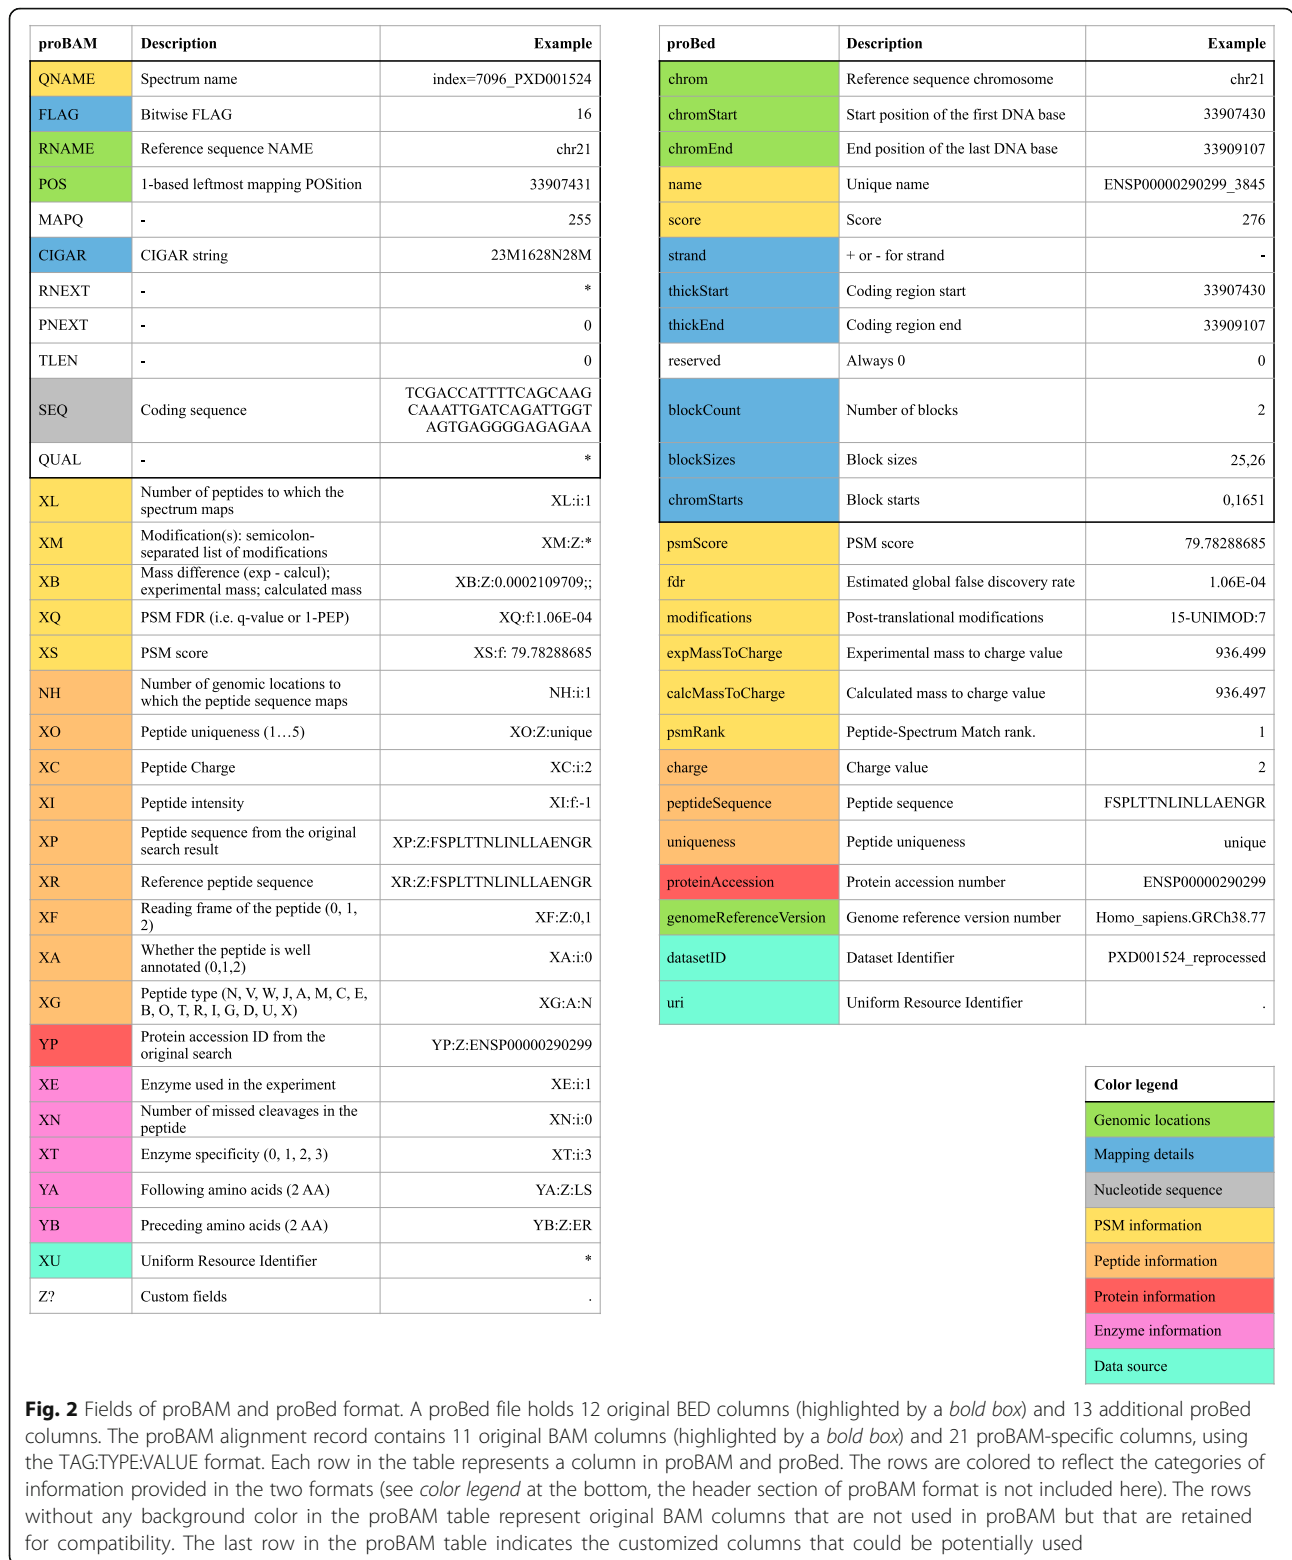 proBAM Description Example
QNAME Spectrum name index=7096_PXD001524
FLAG Bitwise FLAG 16
RNAME Reference sequence NAME chr21
POS 1-based leftmost mapping POSition 33907431
MAPQ - 255
CIGAR CIGAR string 23M1628N28M
RNEXT - *
PNEXT - 0
TLEN - 0
SEQ Coding sequence TCGACCATTTTCAGCAAG
CAAATTGATCAGATTGGT
AGTGAGGGGAGAGAA
QUAL - *
XL Number of peptides to which the
spectrum maps XL:i:1
XM Modification(s): semicolon-
separated list of modifications XM:Z:*
XB Mass difference (exp - calcul);
experimental mass; calculated mass XB:Z:0.0002109709;;
XQ PSM FDR (i.e. q-value or 1-PEP) XQ:f:1.06E-04
XS PSM score XS:f: 79.78288685
NH Number of genomic locations to
which the peptide sequence maps NH:i:1
XO Peptide uniqueness (1…5) XO:Z:unique
XC Peptide Charge XC:i:2
XI Peptide intensity XI:f:-1
XP Peptide sequence from the original
search result XP:Z:FSPLTTNLINLLAENGR
XR Reference peptide sequence XR:Z:FSPLTTNLINLLAENGR
XF Reading frame of the peptide (0, 1,
2) XF:Z:0,1
XA Whether the peptide is well
annotated (0,1,2) XA:i:0
XG Peptide type (N, V, W, J, A, M, C, E,
B, O, T, R, I, G, D, U, X) XG:A:N
YP Protein accession ID from the
original search YP:Z:ENSP00000290299
XE Enzyme used in the experiment XE:i:1
XN Number of missed cleavages in the
peptide XN:i:0
XT Enzyme specificity (0, 1, 2, 3) XT:i:3
YA Following amino acids (2 AA) YA:Z:LS
YB Preceding amino acids (2 AA) YB:Z:ER
XU Uniform Resource Identifier *
Z? Custom fields .
proBed Description Example
chrom Reference sequence chromosome chr21
chromStart Start position of the first DNA base 33907430
chromEnd End position of the last DNA base 33909107
name Unique name ENSP00000290299_3845
score Score 276
strand + or - for strand -
thickStart Coding region start 33907430
thickEnd Coding region end 33909107
reserved Always 0 0
blockCount Number of blocks 2
blockSizes Block sizes 25,26
chromStarts Block starts 0,1651
psmScore PSM score 79.78288685
fdr Estimated global false discovery rate 1.06E-04
modifications Post-translational modifications 15-UNIMOD:7
expMassToCharge Experimental mass to charge value 936.499
calcMassToCharge Calculated mass to charge value 936.497
psmRank Peptide-Spectrum Match rank. 1
charge Charge value 2
peptideSequence Peptide sequence FSPLTTNLINLLAENGR
uniqueness Peptide uniqueness unique
proteinAccession Protein accession number ENSP00000290299
genomeReferenceVersion Genome reference version number Homo_sapiens.GRCh38.77
datasetID Dataset Identifier PXD001524_reprocessed
uri Uniform Resource Identifier .
Color legend
Genomic locations
Mapping details
Nucleotide sequence
PSM information
Peptide information
Protein information
Enzyme information
Data source
Fig. 2 Fields of proBAM and proBed format. A proBed file holds 12 original BED columns (highlighted by a bold box) and 13 additional proBed
columns. The proBAM alignment record contains 11 original BAM columns (highlighted by a bold box) and 21 proBAM-specific columns, using
the TAG:TYPE:VALUE format. Each row in the table represents a column in proBAM and proBed. The rows are colored to reflect the categories of
information provided in the two formats (see color legend at the bottom, the header section of proBAM format is not included here). The rows
without any background color in the proBAM table represent original BAM columns that are not used in proBAM but that are retained
for compatibility. The last row in the proBAM table indicates the customized columns that could be potentially used